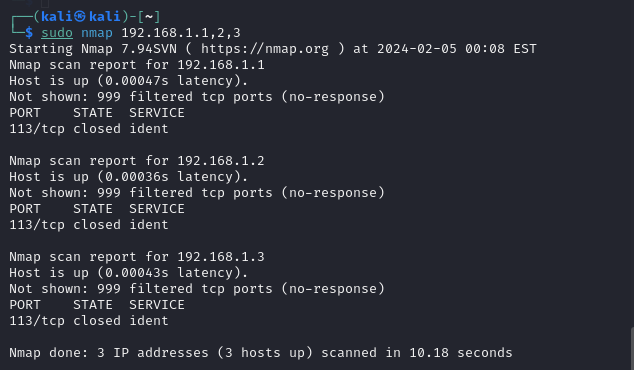 ┌──(kali㉿kali)-[~]
└─$ sudo nmap 192.168.1.1,2,3
Starting Nmap 7.94SVN ( https://nmap.org ) at 2024-02-05 00:08 EST
Nmap scan report for 192.168.1.1
Host is up (0.00047s latency).
Not shown: 999 filtered tcp ports (no-response)
PORT    STATE  SERVICE
113/tcp closed ident

Nmap scan report for 192.168.1.2
Host is up (0.00036s latency).
Not shown: 999 filtered tcp ports (no-response)
PORT    STATE  SERVICE
113/tcp closed ident

Nmap scan report for 192.168.1.3
Host is up (0.00043s latency).
Not shown: 999 filtered tcp ports (no-response)
PORT    STATE  SERVICE
113/tcp closed ident

Nmap done: 3 IP addresses (3 hosts up) scanned in 10.18 seconds